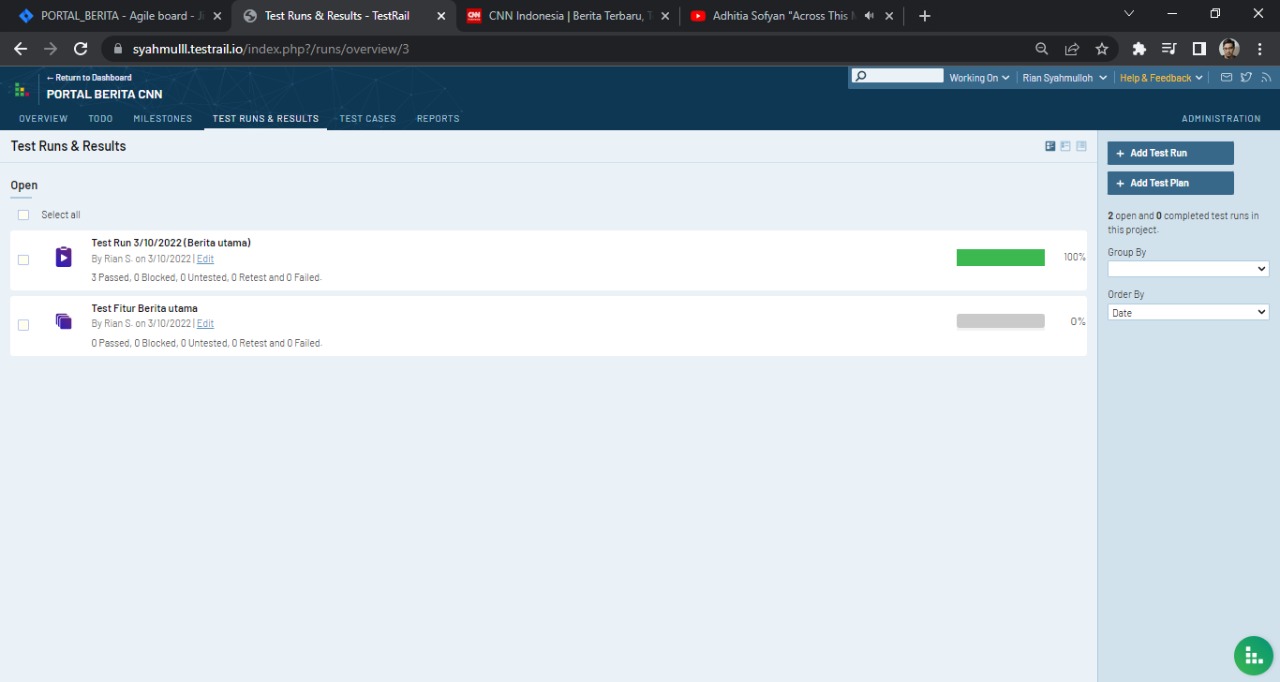 PORTAL_BERITA - Agile board - Ji
Test Runs & Results - TestRail
CNN Indonesia | Berita Terbaru, T
Adhitia Sofyan "Across This M
syahmulll.testrail.io/index.php?/runs/overview/3
← Return to Dashboard
PORTAL BERITA CNN
Working On
Rian Syahmulloh
Help & Feedback
OVERVIEW
TODO
MILESTONES
TEST RUNS & RESULTS
TEST CASES
REPORTS
ADMINISTRATION
Test Runs & Results
Open
Select all
Test Run 3/10/2022 (Berita utama)
By Rian S. on 3/10/2022 | Edit
3 Passed, 0 Blocked, 0 Untested, 0 Retest and 0 Failed.
100%
Test Fitur Berita utama
By Rian S. on 3/10/2022 | Edit
0 Passed, 0 Blocked, 0 Untested, 0 Retest and 0 Failed.
0%
+ Add Test Run
+ Add Test Plan
2 open and 0 completed test runs in
this project.
Group By
Order By
Date